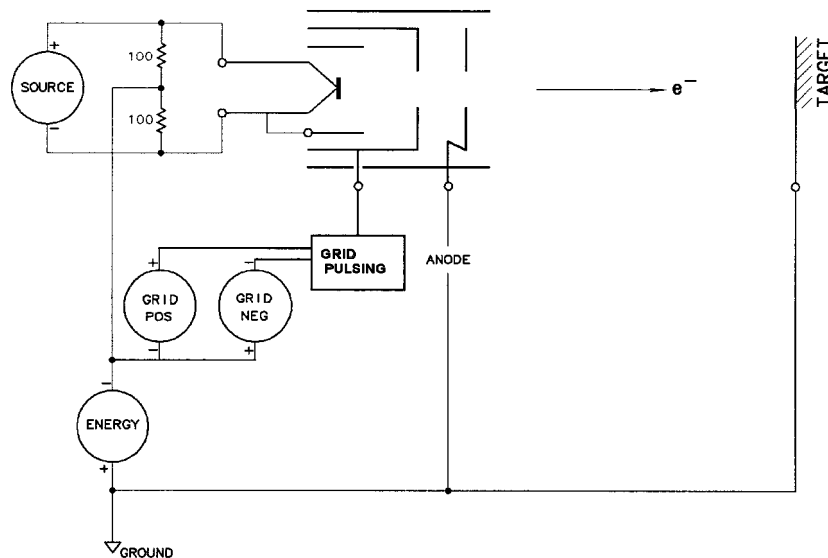 +
100
SOURCE
100
−
e⁻
TARGET
GRID
PULSING
ANODE
+
−
GRID
POS
GRID
NEG
−
+
−
ENERGY
+
GROUND